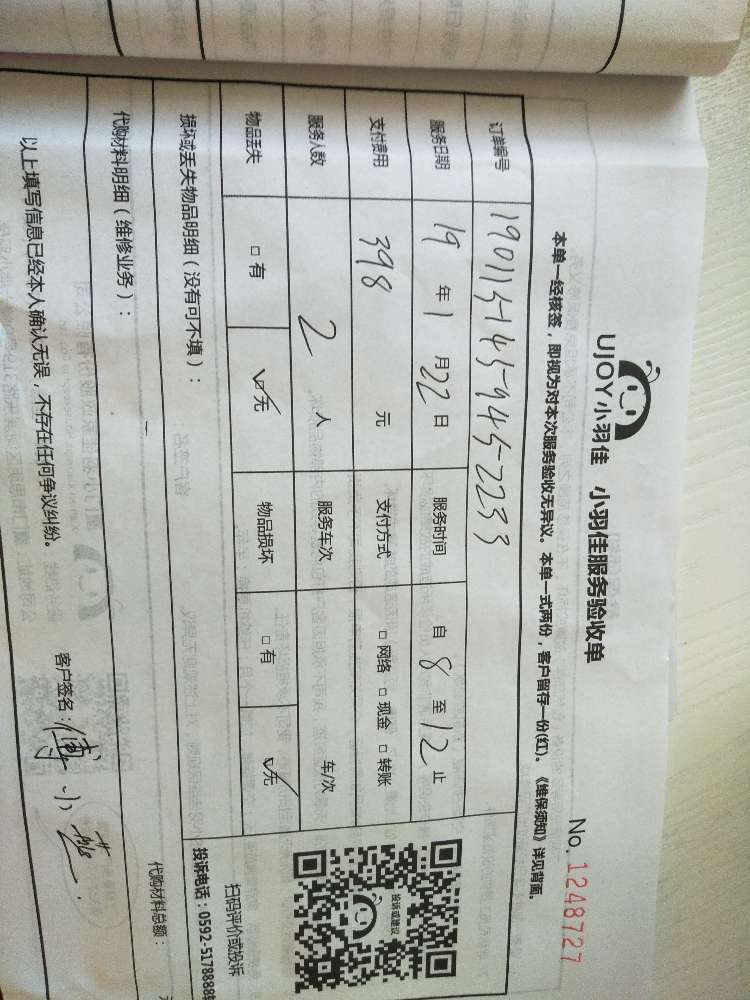 UJOY小羽佳 小羽佳服务验收单
No. 1248727
本单一经核签，即视为对本次服务验收无异议。本单一式两份，客户留存一份(红)。《维保须知》详见背面。
订单编号 190115-145-945-2233
服务日期 19 年 1 月 22 日 服务时间 自 8 至 12 止
支付费用 398 元 支付方式 □ 网络 □ 现金 □ 转账
服务人数 2 人 服务车次 车/次
物品丢失 □ 有 ☑ 无 物品损坏 □ 有 ☑ 无
投诉或建议
扫码评价或投诉
投诉电话：0592-5178888
损坏或丢失物品明细（没有可不填）：
代购材料明细（维修业务）：
代购材料总额：
以上填写信息已经本人确认无误，不存在任何争议纠纷。 客户签名：傅小